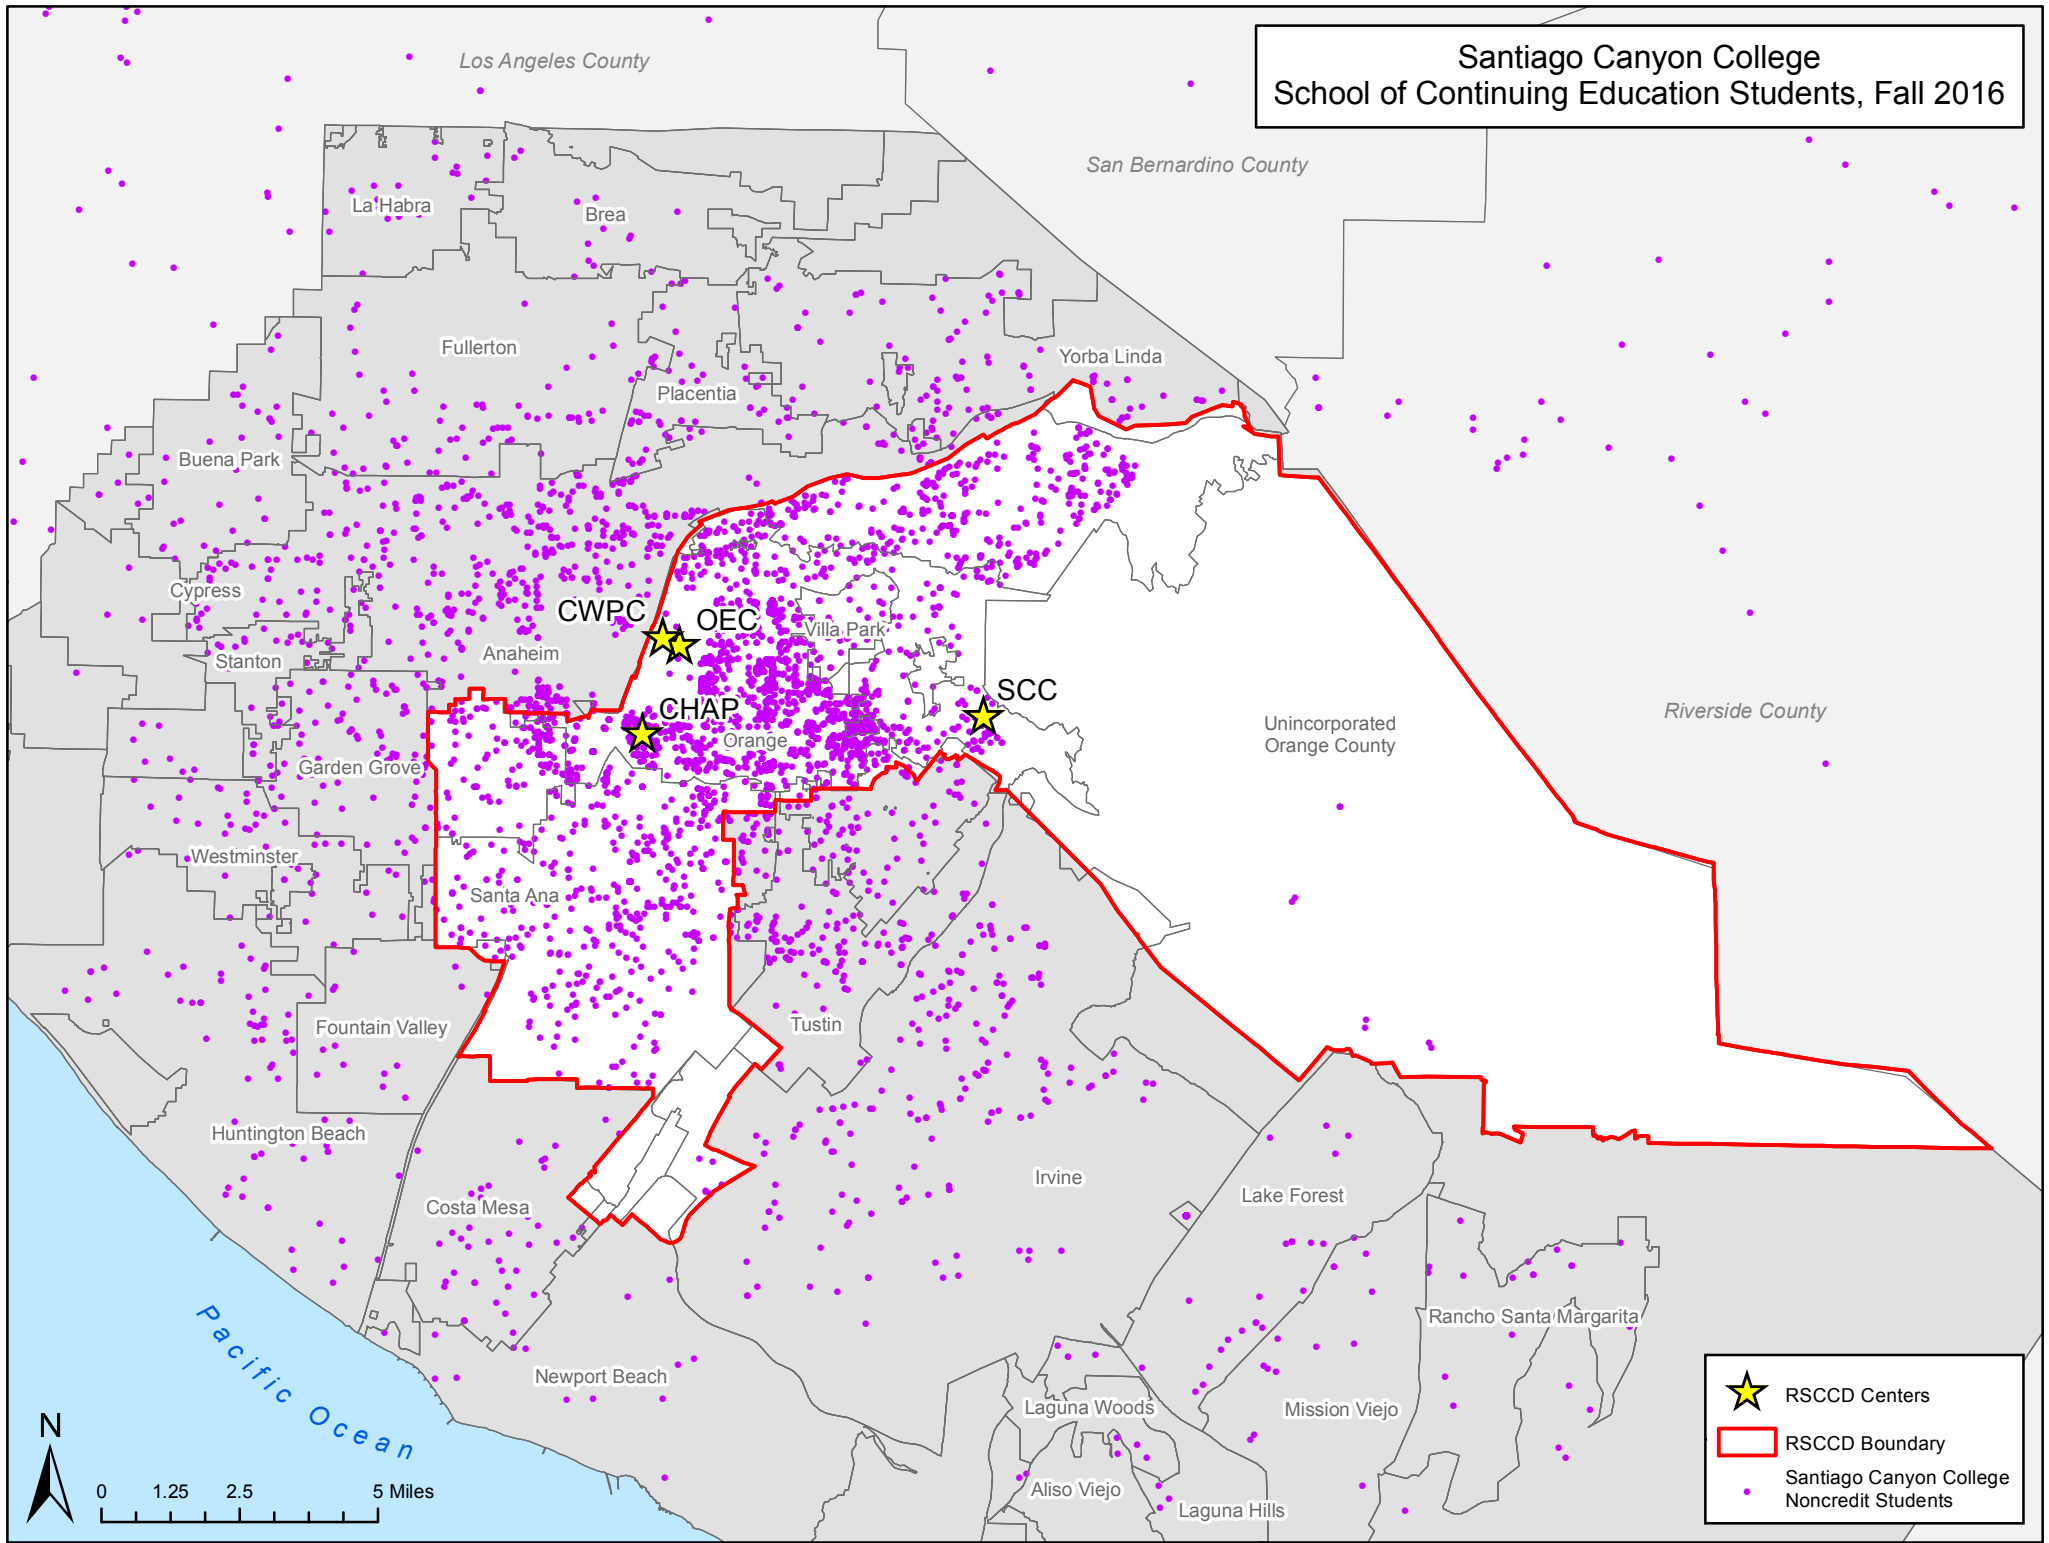 Santiago Canyon College
School of Continuing Education Students, Fall 2016
Los Angeles County
San Bernardino County
La Habra
Brea
Fullerton
Yorba Linda
Placentia
Buena Park
Cypress
CWPC
OEC
Villa Park
Anaheim
Stanton
SCC
CHAP
Orange
Unincorporated
Orange County
Riverside County
Garden Grove
Westminster
Santa Ana
Fountain Valley
Tustin
Huntington Beach
Irvine
Lake Forest
Costa Mesa
Rancho Santa Margarita
Pacific Ocean
Newport Beach
Laguna Woods
Mission Viejo
Aliso Viejo
Laguna Hills
N
0 1.25 2.5 5 Miles
RSCCD Centers
RSCCD Boundary
Santiago Canyon College
Noncredit Students